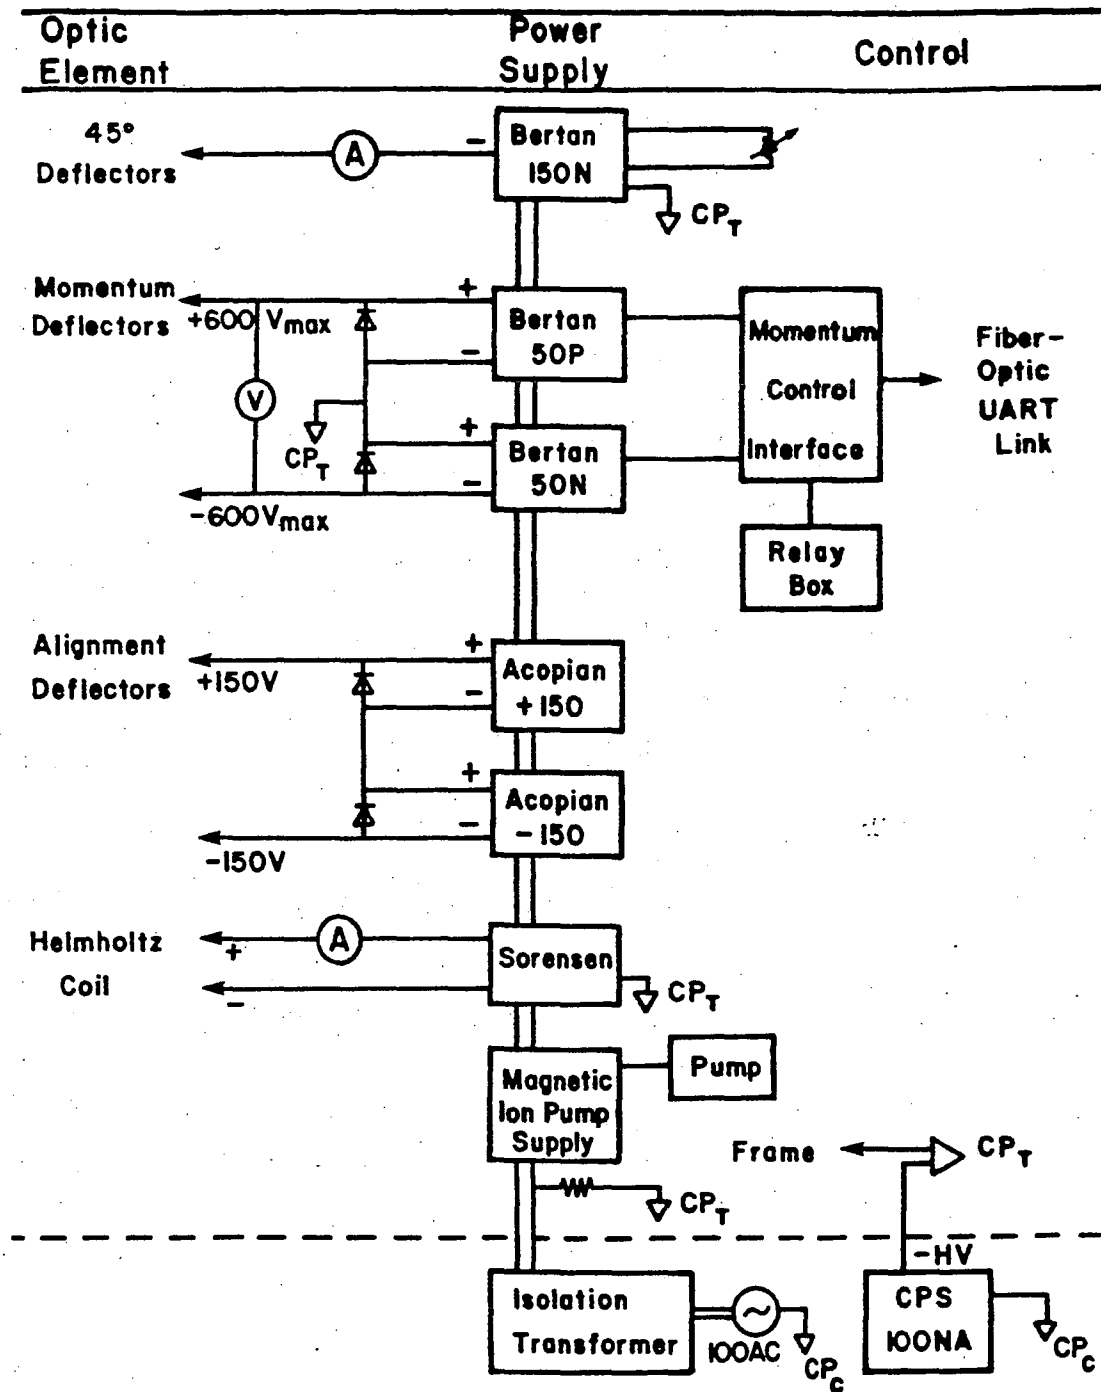 Optic
Element
Power
Supply
Control
45°
Deflectors
A
−
Bertan
150N
CPT
Momentum
Deflectors
+600 Vmax
V
CPT
−600Vmax
+
−
Bertan
50P
+
−
Bertan
50N
Momentum
Control
Interface
Fiber-
Optic
UART
Link
Relay
Box
Alignment
Deflectors
+150V
−150V
+
−
Acopian
+150
+
−
Acopian
−150
Helmholtz
Coil
+
−
A
Sorensen
CPT
Magnetic
Ion Pump
Supply
Pump
CPT
Frame
CPT
−HV
Isolation
Transformer
~
100AC
CPC
CPS
100NA
CPC